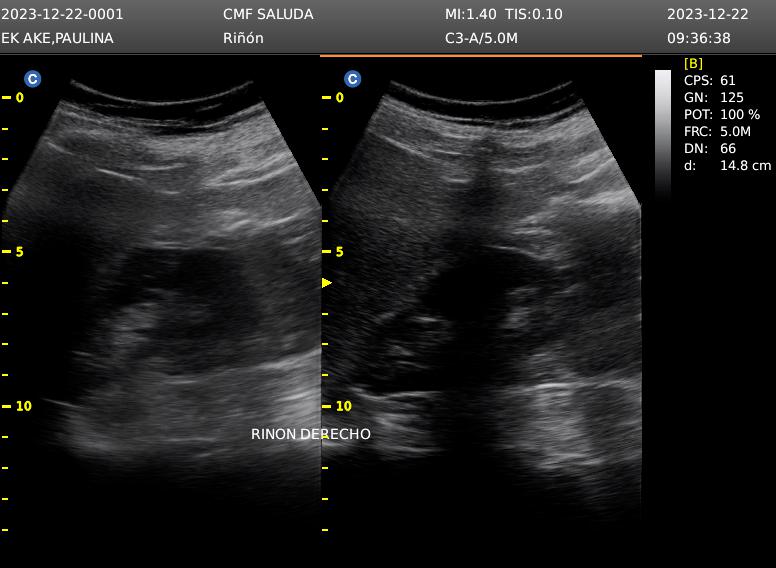 2023-12-22-0001 CMF SALUDA MI:1.40 TIS:0.10 2023-12-22
EK AKE,PAULINA Riñón C3-A/5.0M 09:36:38
C C [B]
0 0 CPS: 61
GN: 125
POT: 100 %
FRC: 5.0M
DN: 66
d: 14.8 cm
5 5
10 10
RINON DERECHO